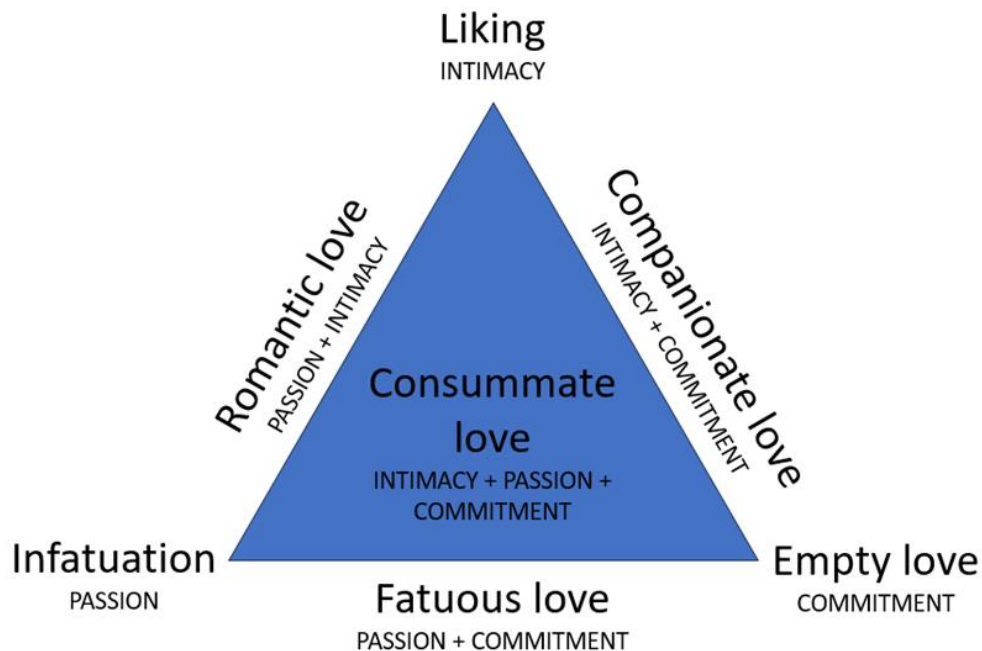 Liking
INTIMACY
Romantic love
PASSION + INTIMACY
Companionate love
INTIMACY + COMMITMENT
Consummate
love
INTIMACY + PASSION +
COMMITMENT
Infatuation
PASSION
Fatuous love
PASSION + COMMITMENT
Empty love
COMMITMENT